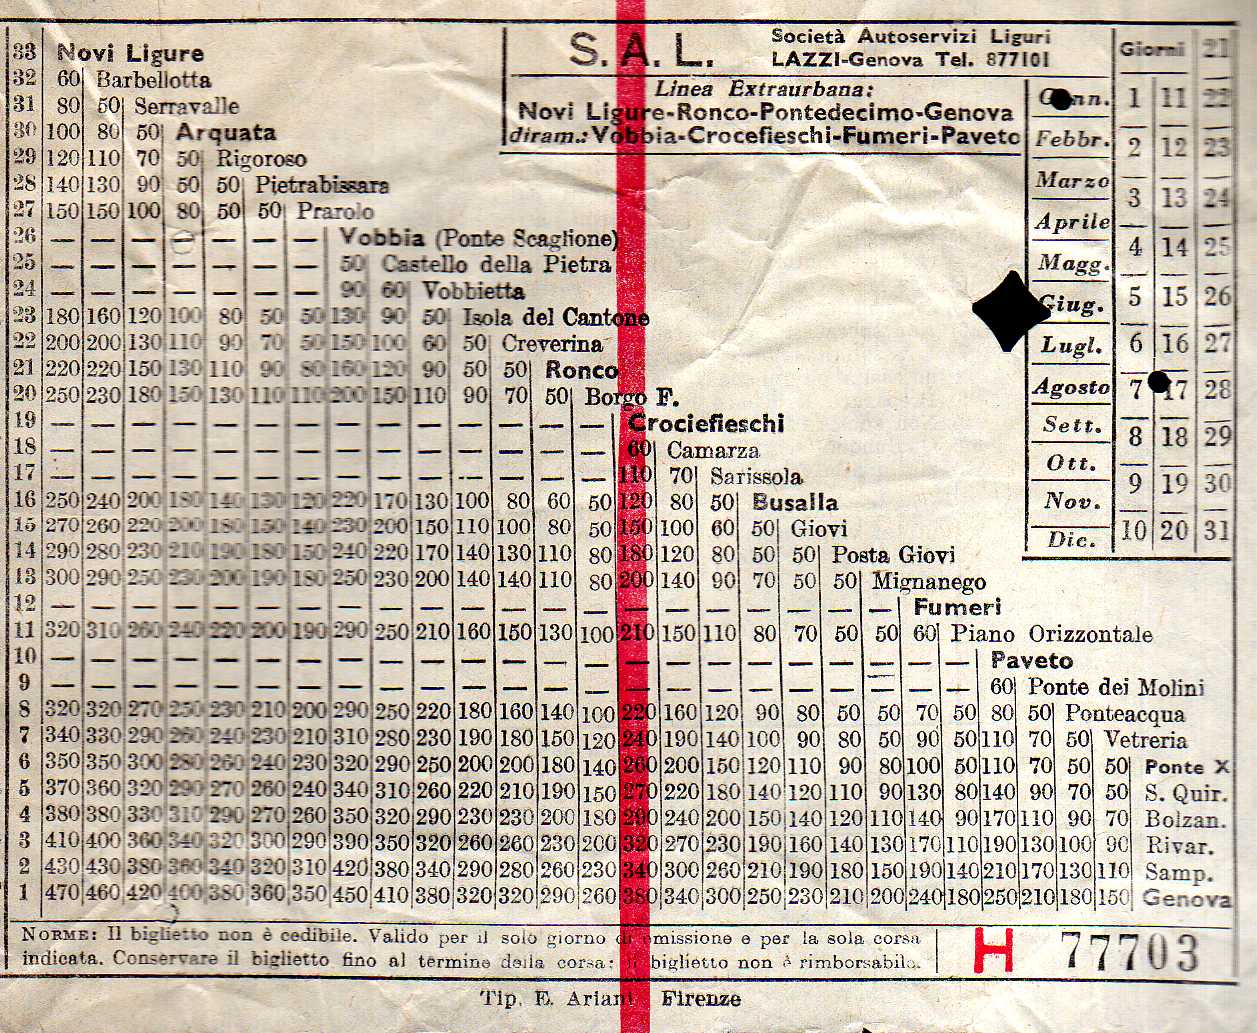 S.A.L. Società Autoservizi Liguri
LAZZI-Genova Tel. 877101
Linea Extraurbana:
Novi Ligure-Ronco-Pontedecimo-Genova
diram.: Vobbia-Crocefieschi-Fumeri-Paveto
Giorni 21
Genn. 1 11 22
Febbr. 2 12 23
Marzo 3 13 24
Aprile 4 14 25
Magg. 5 15 26
Giug. 6 16 27
Lugl. 7 17 28
Agosto 8 18 29
Sett. 9 19 30
Ott. 10 20 31
Nov.
Dic.
33 Novi Ligure
32 60 Barbellotta
31 80 50 Serravalle
30 100 80 50 Arquata
29 120 110 70 50 Rigoroso
28 140 130 90 50 50 Pietrabissara
27 150 150 100 80 50 50 Prarolo
26 — — — — — — — Vobbia (Ponte Scaglione)
25 — — — — — — — 50 Castello della Pietra
24 — — — — — — — 90 60 Vobbietta
23 180 160 120 100 80 50 50 130 90 50 Isola del Cantone
22 200 200 130 110 90 70 50 150 100 60 50 Creverina
21 220 220 150 130 110 90 80 160 120 90 50 50 Ronco
20 250 230 180 150 130 110 110 200 150 110 90 70 50 Borgo F.
19 — — — — — — — — — — — — — — Crociefieschi
18 — — — — — — — — — — — — — — 60 Camarza
17 — — — — — — — — — — — — — — 110 70 Sarissola
16 250 240 200 180 140 130 120 220 170 130 100 80 60 50 120 80 50 Busalla
15 270 260 220 200 180 150 140 230 200 150 110 100 80 50 150 100 60 50 Giovi
14 290 280 230 210 190 180 150 240 220 170 140 130 110 80 180 120 80 50 50 Posta Giovi
13 300 290 250 230 200 190 180 250 230 200 140 140 110 80 200 140 90 70 50 50 Mignanego
12 — — — — — — — — — — — — — — — — — — — — — Fumeri
11 320 310 260 240 220 200 190 290 250 210 160 150 130 100 210 150 110 80 70 50 50 60 Piano Orizzontale
10 — — — — — — — — — — — — — — — — — — — — — — — Paveto
9 — — — — — — — — — — — — — — — — — — — — — — — 60 Ponte dei Molini
8 320 320 270 250 230 210 200 290 250 220 180 160 140 100 220 160 120 90 80 50 50 70 50 80 50 Ponteacqua
7 340 330 290 260 240 230 210 310 280 230 190 180 150 120 240 190 140 100 90 80 50 90 50 110 70 50 Vetreria
6 350 350 300 280 260 240 230 320 290 250 200 200 180 140 260 200 150 120 110 90 80 100 50 110 70 50 50 Ponte X
5 370 360 320 290 270 260 240 340 310 260 220 210 190 150 270 220 180 140 120 110 90 130 80 140 90 70 50 S. Quir.
4 380 380 330 310 290 270 260 350 320 290 230 230 200 180 290 240 200 150 140 120 110 140 90 170 110 90 70 Bolzan.
3 410 400 360 340 320 300 290 390 350 320 260 260 230 200 320 270 230 190 160 140 130 170 110 190 130 100 90 Rivar.
2 430 430 380 360 340 320 310 420 380 340 290 280 260 230 340 300 260 210 190 180 150 190 140 210 170 130 110 Samp.
1 470 460 420 400 380 360 350 450 410 380 320 320 290 260 380 340 300 250 230 210 200 240 180 250 210 180 150 Genova
NORME: Il biglietto non è cedibile. Valido per il solo giorno di emissione e per la sola corsa
indicata. Conservare il biglietto fino al termine della corsa: il biglietto non è rimborsabile.
H 77703
Tip. E. Ariani Firenze